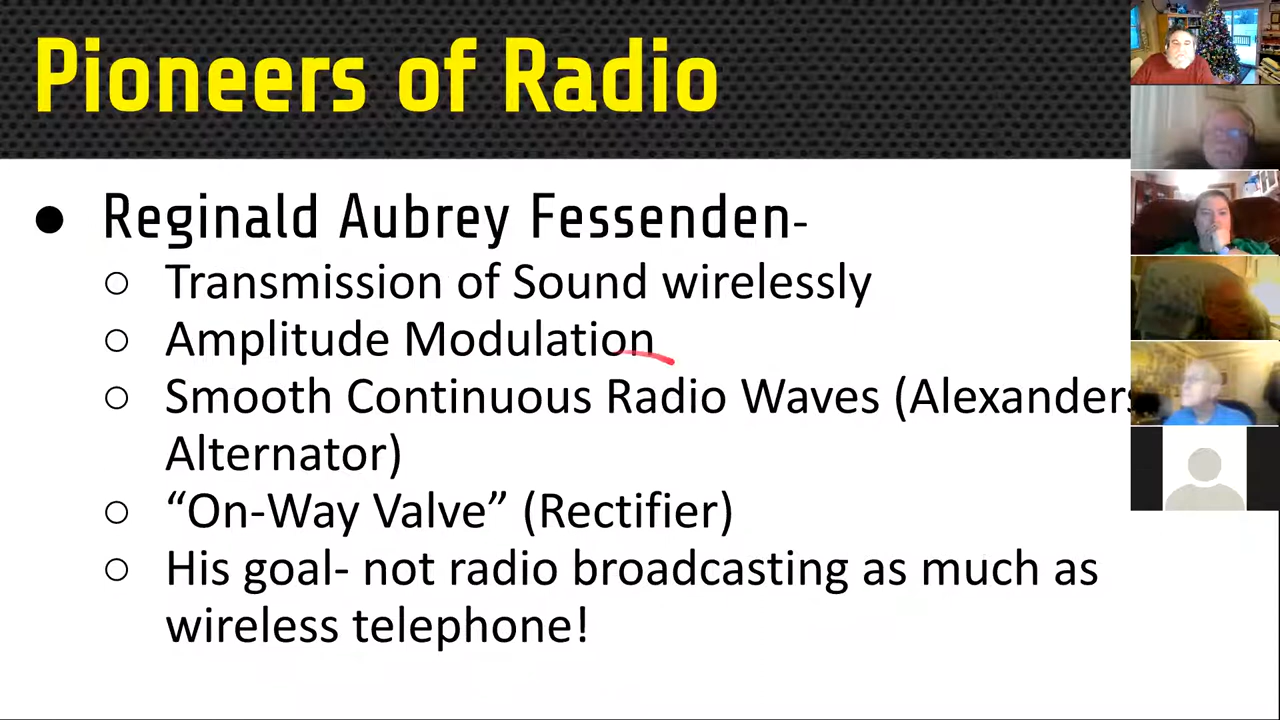 Pioneers of Radio
● Reginald Aubrey Fessenden-
○ Transmission of Sound wirelessly
○ Amplitude Modulation
○ Smooth Continuous Radio Waves (Alexanders
Alternator)
○ “On-Way Valve” (Rectifier)
○ His goal- not radio broadcasting as much as
wireless telephone!